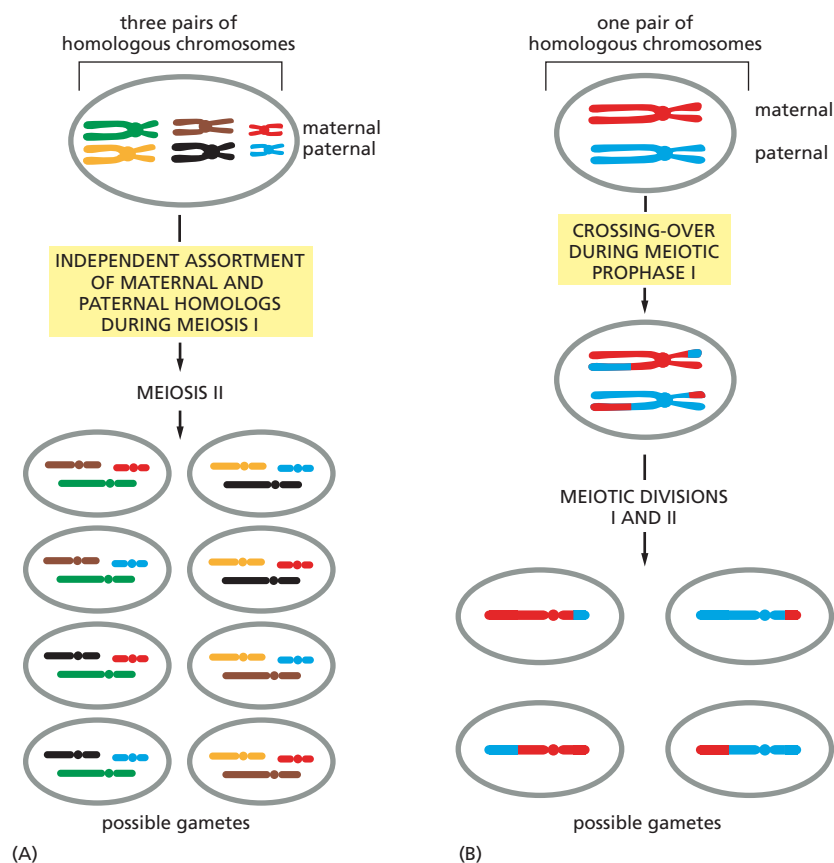 three pairs of
homologous chromosomes
maternal
paternal
INDEPENDENT ASSORTMENT
OF MATERNAL AND
PATERNAL HOMOLOGS
DURING MEIOSIS I
MEIOSIS II
possible gametes
(A)
one pair of
homologous chromosomes
maternal
paternal
CROSSING-OVER
DURING MEIOTIC
PROPHASE I
MEIOTIC DIVISIONS
I AND II
possible gametes
(B)